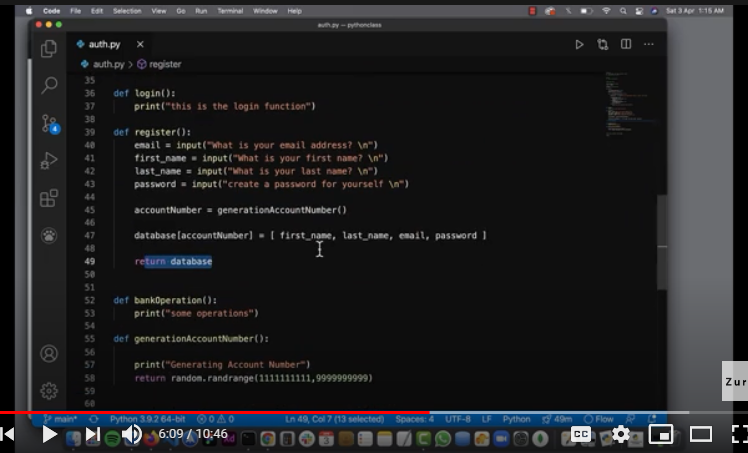 Code File Edit Selection View Go Run Terminal Window Help Sat 3 Apr 1:15 AM
auth.py — pythonclass
auth.py
auth.py > register
35
36 def login():
37 print("this is the login function")
38
39 def register():
40 email = input("What is your email address? \n")
41 first_name = input("What is your first name? \n")
42 last_name = input("What is your last name? \n")
43 password = input("create a password for yourself \n")
44
45 accountNumber = generationAccountNumber()
46
47 database[accountNumber] = [ first_name, last_name, email, password ]
48
49 return database
50
51
52 def bankOperation():
53 print("some operations")
54
55 def generationAccountNumber():
56
57 print("Generating Account Number")
58 return random.randrange(1111111111,9999999999)
59
60
4
Zur
main* Python 3.9.2 64-bit 0 0 Ln 49, Col 7 (13 selected) Spaces: 4 UTF-8 LF Python 49m Flow
6:09 / 10:46
CC